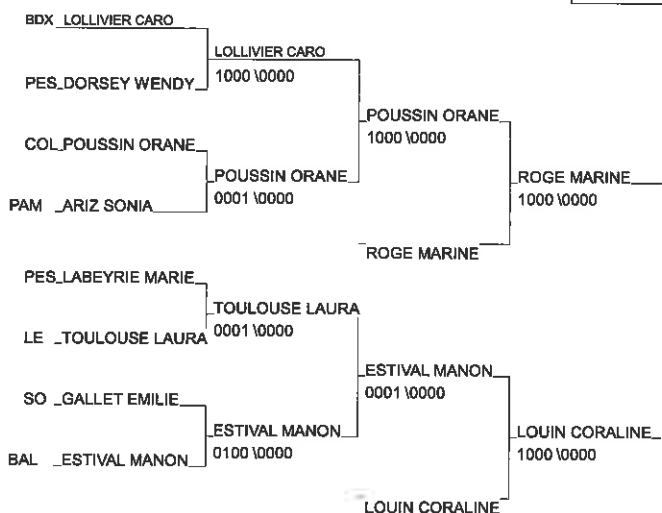 BDX LOLLIVIER CARO
LOLLIVIER CARO
1000 \0000
PES_DORSEY WENDY
POUSSIN ORANE
1000 \0000
COL_POUSSIN ORANE
POUSSIN ORANE
0001 \0000
PAM _ARIZ SONIA
ROGE MARINE
1000 \0000
ROGE MARINE
PES_LABEYRIE MARIE
TOULOUSE LAURA
0001 \0000
LE _TOULOUSE LAURA
ESTIVAL MANON
0001 \0000
SO _GALLET EMILIE
ESTIVAL MANON
0100 \0000
BAL _ESTIVAL MANON
LOUIN CORALINE
1000 \0000
LOUIN CORALINE